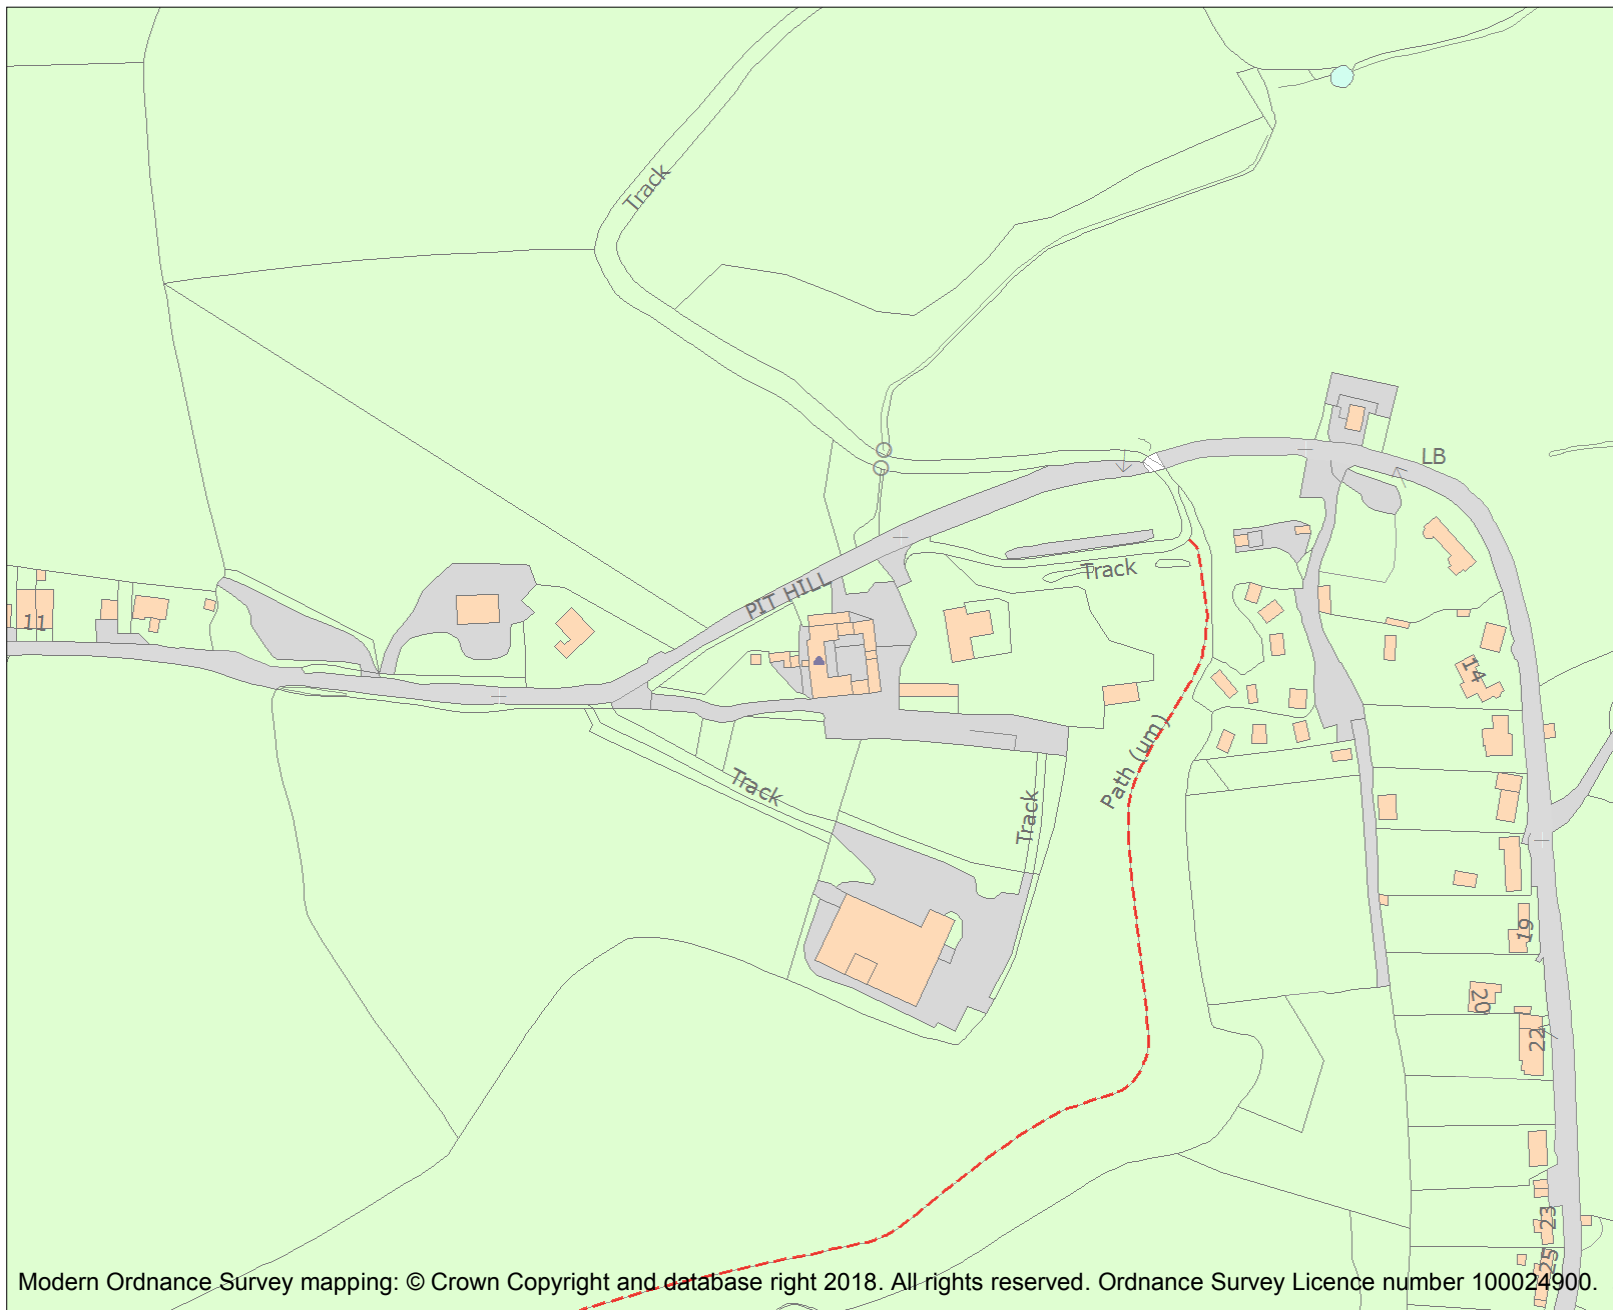 Track
LB
PIT HILL
Track
11
14
Path (um)
Track
Track
19
20
22
23
25
Modern Ordnance Survey mapping: © Crown Copyright and database right 2018. All rights reserved. Ordnance Survey Licence number 100024900.